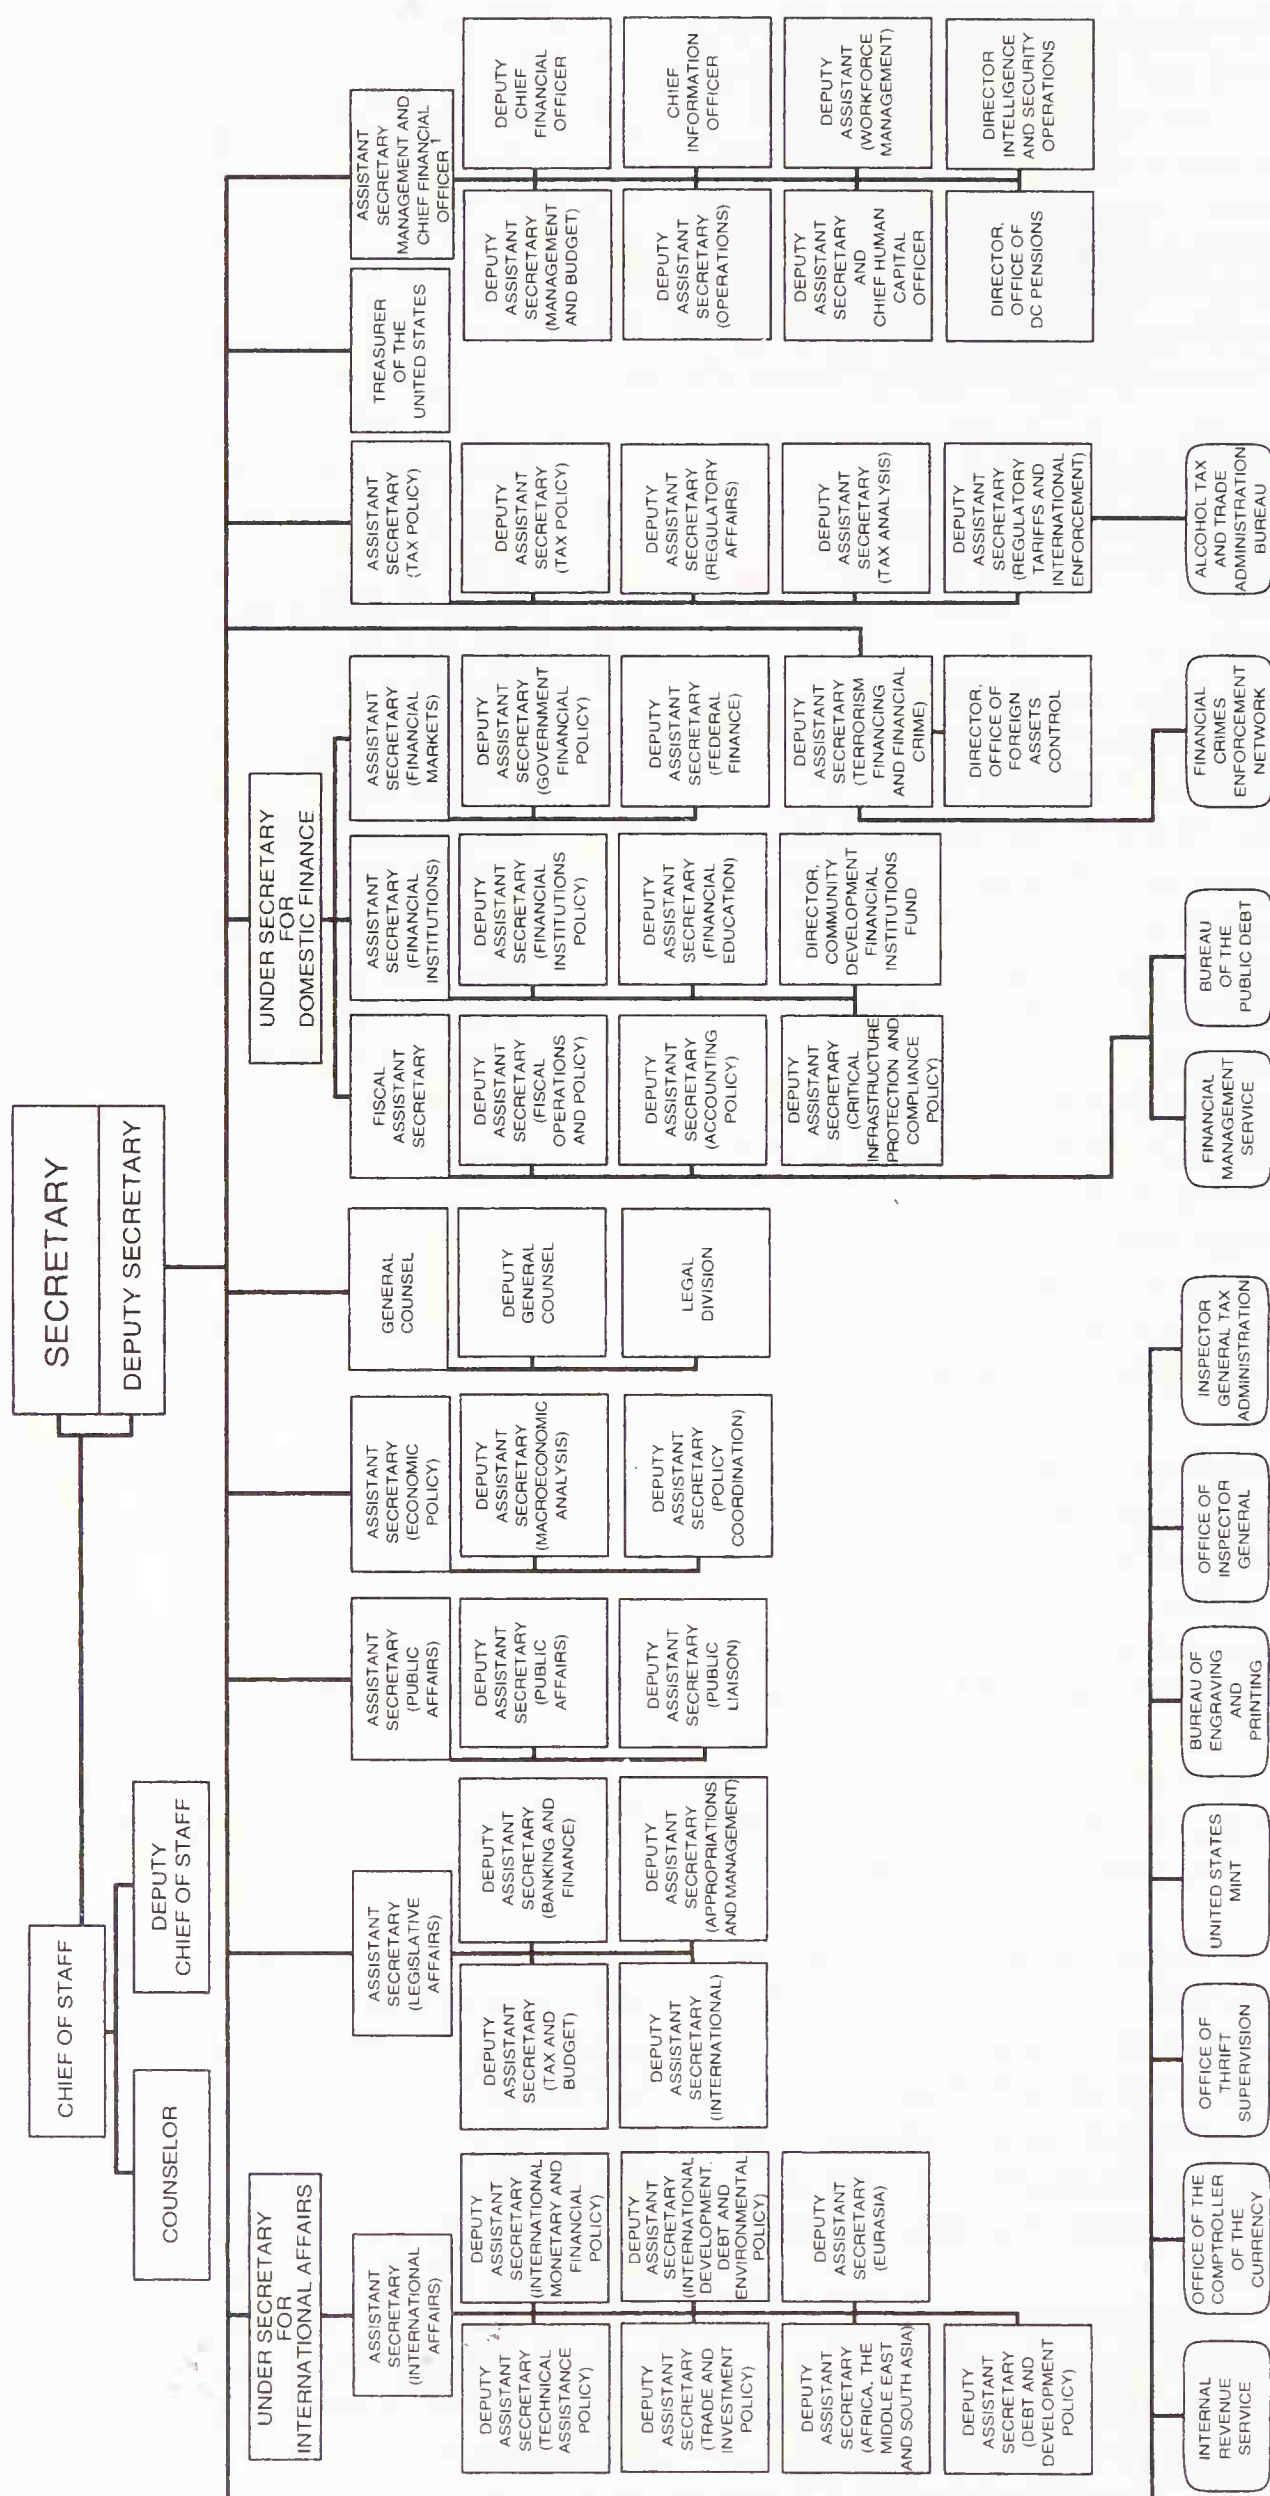 SECRETARY
DEPUTY SECRETARY
CHIEF OF STAFF
COUNSELOR
DEPUTY
CHIEF OF STAFF
UNDER SECRETARY
FOR
INTERNATIONAL AFFAIRS
ASSISTANT
SECRETARY
(INTERNATIONAL
AFFAIRS)
DEPUTY
ASSISTANT
SECRETARY
(TECHNICAL
ASSISTANCE
POLICY)
DEPUTY
ASSISTANT
SECRETARY
(INTERNATIONAL
MONETARY AND
FINANCIAL
POLICY)
DEPUTY
ASSISTANT
SECRETARY
(TRADE AND
INVESTMENT
POLICY)
DEPUTY
ASSISTANT
SECRETARY
(INTERNATIONAL
DEVELOPMENT.
DEBT AND
ENVIRONMENTAL
POLICY)
DEPUTY
ASSISTANT
SECRETARY
(AFRICA, THE
MIDDLE EAST
AND SOUTH ASIA)
DEPUTY
ASSISTANT
SECRETARY
(EURASIA)
DEPUTY
ASSISTANT
SECRETARY
(DEBT AND
DEVELOPMENT
POLICY)
ASSISTANT
SECRETARY
(LEGISLATIVE
AFFAIRS)
DEPUTY
ASSISTANT
SECRETARY
(TAX AND
BUDGET)
DEPUTY
ASSISTANT
SECRETARY
(BANKING AND
FINANCE)
DEPUTY
ASSISTANT
SECRETARY
(INTERNATIONAL)
DEPUTY
ASSISTANT
SECRETARY
(APPROPRIATIONS
AND MANAGEMENT)
ASSISTANT
SECRETARY
(PUBLIC
AFFAIRS)
DEPUTY
ASSISTANT
SECRETARY
(PUBLIC
AFFAIRS)
DEPUTY
ASSISTANT
SECRETARY
(PUBLIC
LIAISON)
ASSISTANT
SECRETARY
(ECONOMIC
POLICY)
DEPUTY
ASSISTANT
SECRETARY
(MACROECONOMIC
ANALYSIS)
DEPUTY
ASSISTANT
SECRETARY
(POLICY
COORDINATION)
GENERAL
COUNSEL
DEPUTY
GENERAL
COUNSEL
LEGAL
DIVISION
UNDER SECRETARY
FOR
DOMESTIC FINANCE
FISCAL
ASSISTANT
SECRETARY
DEPUTY
ASSISTANT
SECRETARY
(FISCAL
OPERATIONS
AND POLICY)
DEPUTY
ASSISTANT
SECRETARY
(ACCOUNTING
POLICY)
DEPUTY
ASSISTANT
SECRETARY
(CRITICAL
INFRASTRUCTURE
PROTECTION AND
COMPLIANCE
POLICY)
ASSISTANT
SECRETARY
(FINANCIAL
INSTITUTIONS)
DEPUTY
ASSISTANT
SECRETARY
(FINANCIAL
INSTITUTIONS
POLICY)
DEPUTY
ASSISTANT
SECRETARY
(FINANCIAL
EDUCATION)
DIRECTOR,
COMMUNITY
DEVELOPMENT
FINANCIAL
INSTITUTIONS
FUND
ASSISTANT
SECRETARY
(FINANCIAL
MARKETS)
DEPUTY
ASSISTANT
SECRETARY
(GOVERNMENT
FINANCIAL
POLICY)
DEPUTY
ASSISTANT
SECRETARY
(FEDERAL
FINANCE)
DEPUTY
ASSISTANT
SECRETARY
(TERRORISM
FINANCING
AND FINANCIAL
CRIME)
DIRECTOR,
OFFICE OF
FOREIGN
ASSETS
CONTROL
ASSISTANT
SECRETARY
(TAX POLICY)
DEPUTY
ASSISTANT
SECRETARY
(TAX POLICY)
DEPUTY
ASSISTANT
SECRETARY
(REGULATORY
AFFAIRS)
DEPUTY
ASSISTANT
SECRETARY
(TAX ANALYSIS)
DEPUTY
ASSISTANT
SECRETARY
(REGULATORY
TARIFFS AND
INTERNATIONAL
ENFORCEMENT)
TREASURER
OF THE
UNITED STATES
ASSISTANT
SECRETARY
MANAGEMENT AND
CHIEF FINANCIAL
OFFICER1
DEPUTY
ASSISTANT
SECRETARY
(MANAGEMENT
AND BUDGET)
DEPUTY
CHIEF
FINANCIAL
OFFICER
DEPUTY
ASSISTANT
SECRETARY
(OPERATIONS)
CHIEF
INFORMATION
OFFICER
DEPUTY
ASSISTANT
SECRETARY
AND
CHIEF HUMAN
CAPITAL
OFFICER
DEPUTY
ASSISTANT
(WORKFORCE
MANAGEMENT)
DIRECTOR,
OFFICE OF
DC PENSIONS
DIRECTOR
INTELLIGENCE
AND SECURITY
OPERATIONS
INTERNAL
REVENUE
SERVICE
OFFICE OF THE
COMPTROLLER
OF THE
CURRENCY
OFFICE OF
THRIFT
SUPERVISION
UNITED STATES
MINT
BUREAU OF
ENGRAVING
AND
PRINTING
OFFICE OF
INSPECTOR
GENERAL
INSPECTOR
GENERAL TAX
ADMINISTRATION
FINANCIAL
MANAGEMENT
SERVICE
BUREAU
OF THE
PUBLIC DEBT
FINANCIAL
CRIMES
ENFORCEMENT
NETWORK
ALCOHOL TAX
AND TRADE
ADMINISTRATION
BUREAU